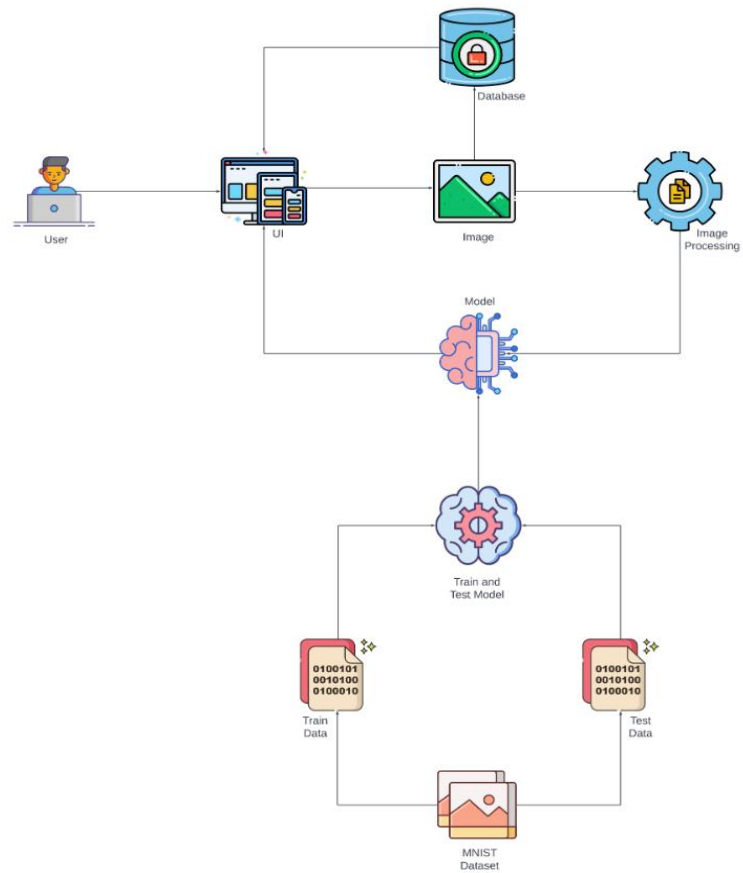 Database
User
UI
Image
Image
Processing
Model
Train and
Test Model
0100101
0010100
0100010
0100101
0010100
0100010
Train
Data
Test
Data
MNIST
Dataset